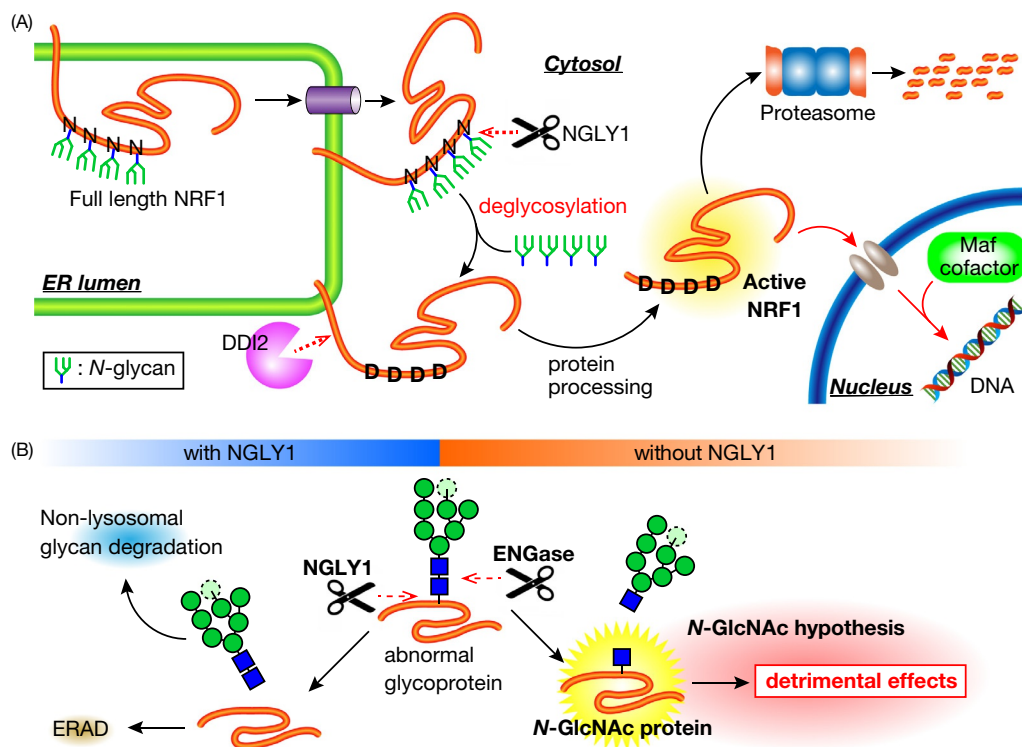 (A)
Cytosol
Proteasome
N N N N
N N N N
NGLY1
Full length NRF1
deglycosylation
Maf
cofactor
ER lumen
D D D D
Active
NRF1
DDI2
D D D D
protein
processing
: N-glycan
Nucleus
DNA
(B)
with NGLY1
without NGLY1
Non-lysosomal
glycan degradation
NGLY1
ENGase
N-GlcNAc hypothesis
abnormal
glycoprotein
detrimental effects
ERAD
N-GlcNAc protein